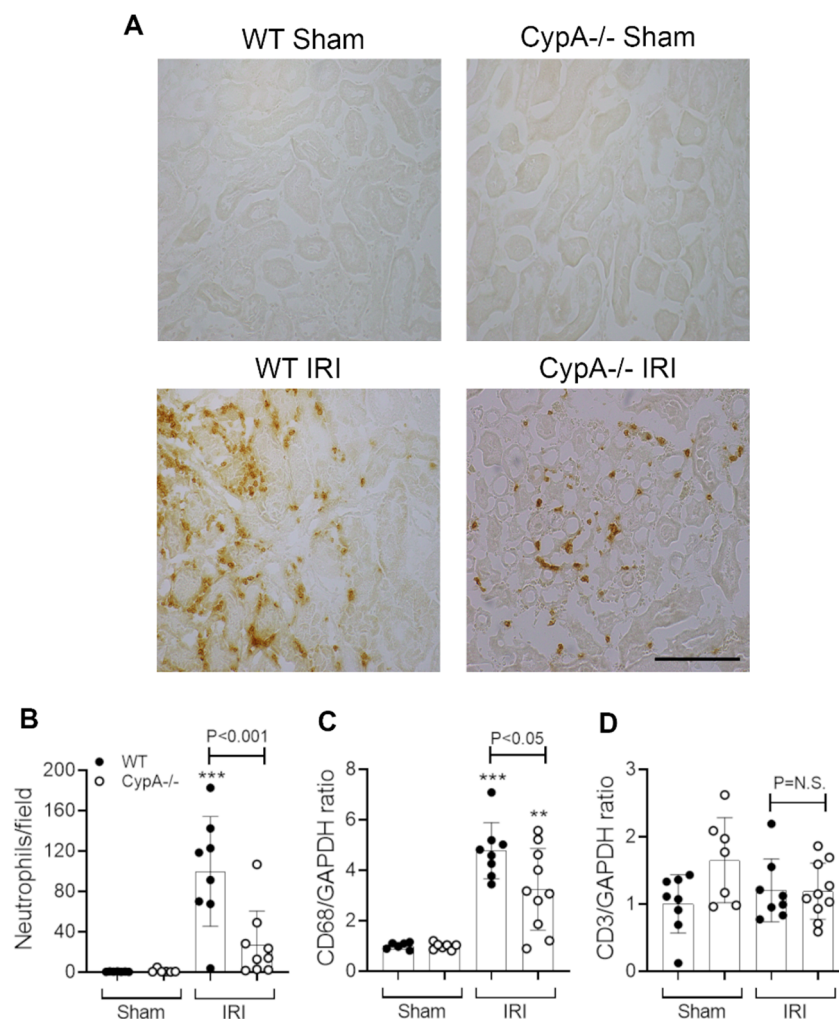 A
WT Sham
CypA-/- Sham
WT IRI
CypA-/- IRI
B
P<0.001
WT
CypA-/-
***
Neutrophils/field
200
160
120
80
40
0
Sham
IRI
C
P<0.05
***
**
CD68/GAPDH ratio
8
6
4
2
0
Sham
IRI
D
P=N.S.
CD3/GAPDH ratio
3
2
1
0
Sham
IRI